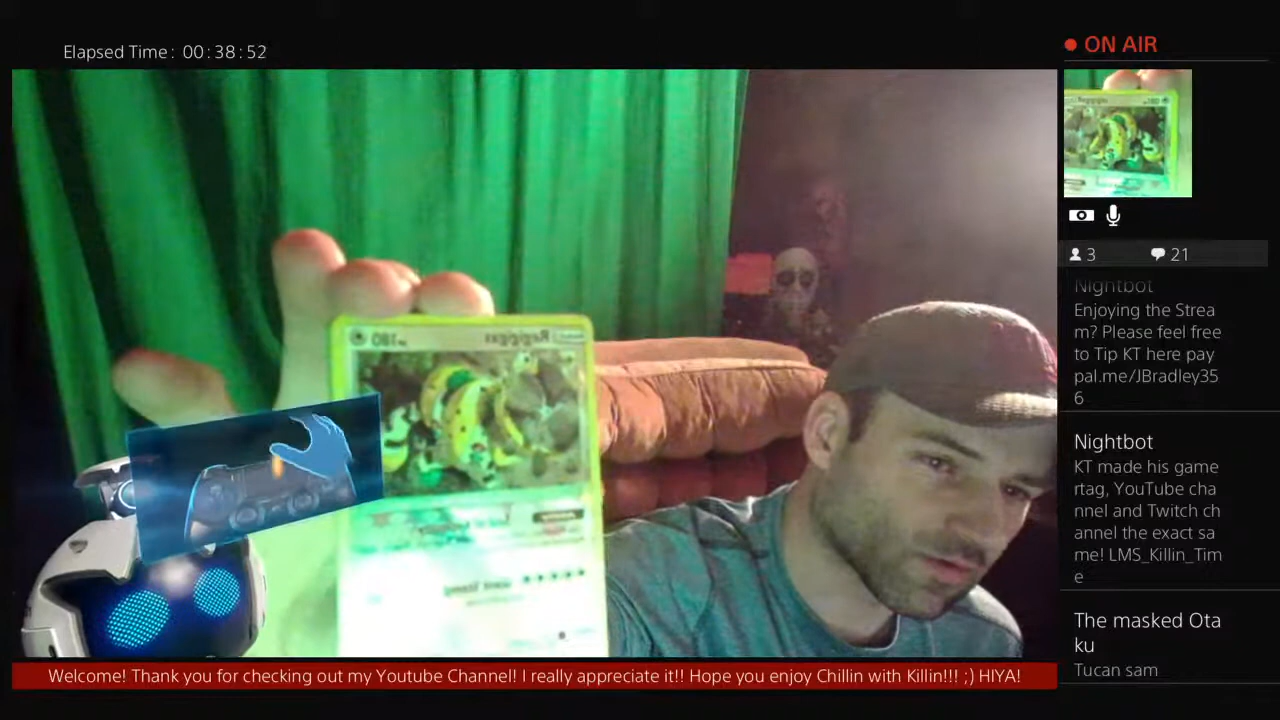 Elapsed Time: 00:38:52
ON AIR
Regigigas
180
3
21
Nightbot
Enjoying the Strea
m? Please feel free
to Tip KT here pay
pal.me/JBradley35
6
Nightbot
KT made his game
rtag, YouTube cha
nnel and Twitch ch
annel the exact sa
me! LMS_Killin_Tim
e
The masked Ota
ku
Tucan sam
Welcome! Thank you for checking out my Youtube Channel! I really appreciate it!! Hope you enjoy Chillin with Killin!!! ;) HIYA!